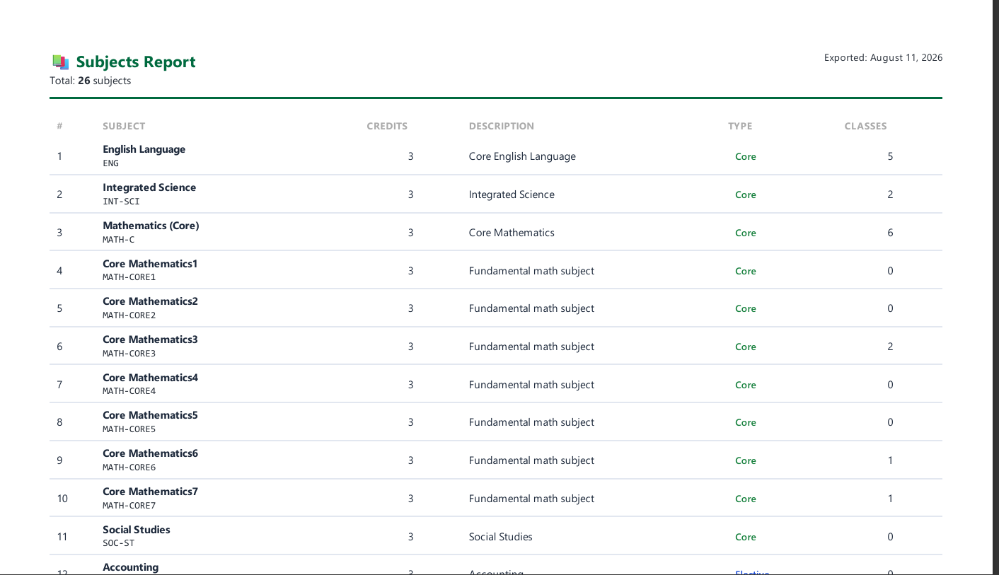 Subjects Report
Exported: August 11, 2026
Total: 26 subjects
# SUBJECT CREDITS DESCRIPTION TYPE CLASSES
1 English Language 3 Core English Language Core 5
ENG
2 Integrated Science 3 Integrated Science Core 2
INT-SCI
3 Mathematics (Core) 3 Core Mathematics Core 6
MATH-C
4 Core Mathematics1 3 Fundamental math subject Core 0
MATH-CORE1
5 Core Mathematics2 3 Fundamental math subject Core 0
MATH-CORE2
6 Core Mathematics3 3 Fundamental math subject Core 2
MATH-CORE3
7 Core Mathematics4 3 Fundamental math subject Core 0
MATH-CORE4
8 Core Mathematics5 3 Fundamental math subject Core 0
MATH-CORE5
9 Core Mathematics6 3 Fundamental math subject Core 1
MATH-CORE6
10 Core Mathematics7 3 Fundamental math subject Core 1
MATH-CORE7
11 Social Studies 3 Social Studies Core 0
SOC-ST
12 Accounting 3 Accounting Elective 0